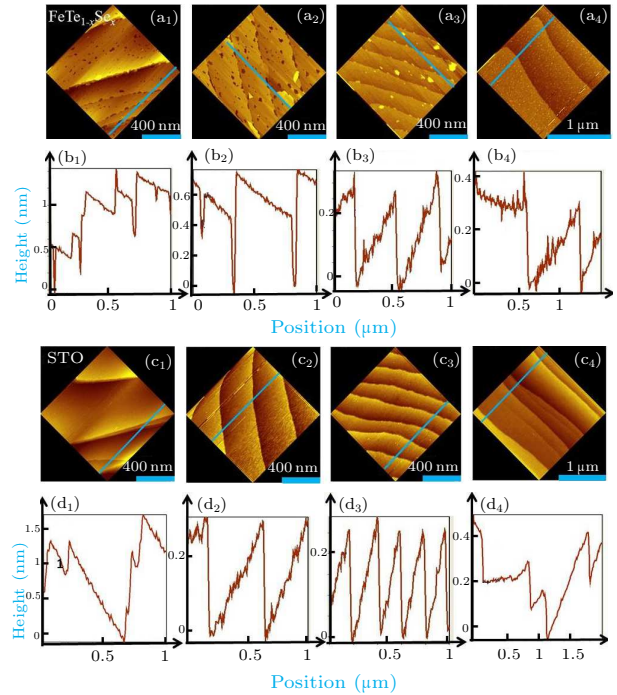 FeTe1-xSex (a1) (a2) (a3) (a4)
400 nm 400 nm 400 nm 1 µm
(b1) (b2) (b3) (b4)
Height (nm)
1 0.5 0
0.6 0.4 0.2 0
0.2 0
0.4 0.2 0
0 0.5 1 0 0.5 1 0 0.5 1 0 0.5 1
Position (µm)
STO (c1) (c2) (c3) (c4)
400 nm 400 nm 400 nm 1 µm
(d1) (d2) (d3) (d4)
Height (nm)
1.5 1.0 0.5 0
1
0.2 0
0.2 0
0.4 0.2 0
0.5 1 0.5 1 0.5 1 0.5 1 1.5
Position (µm)